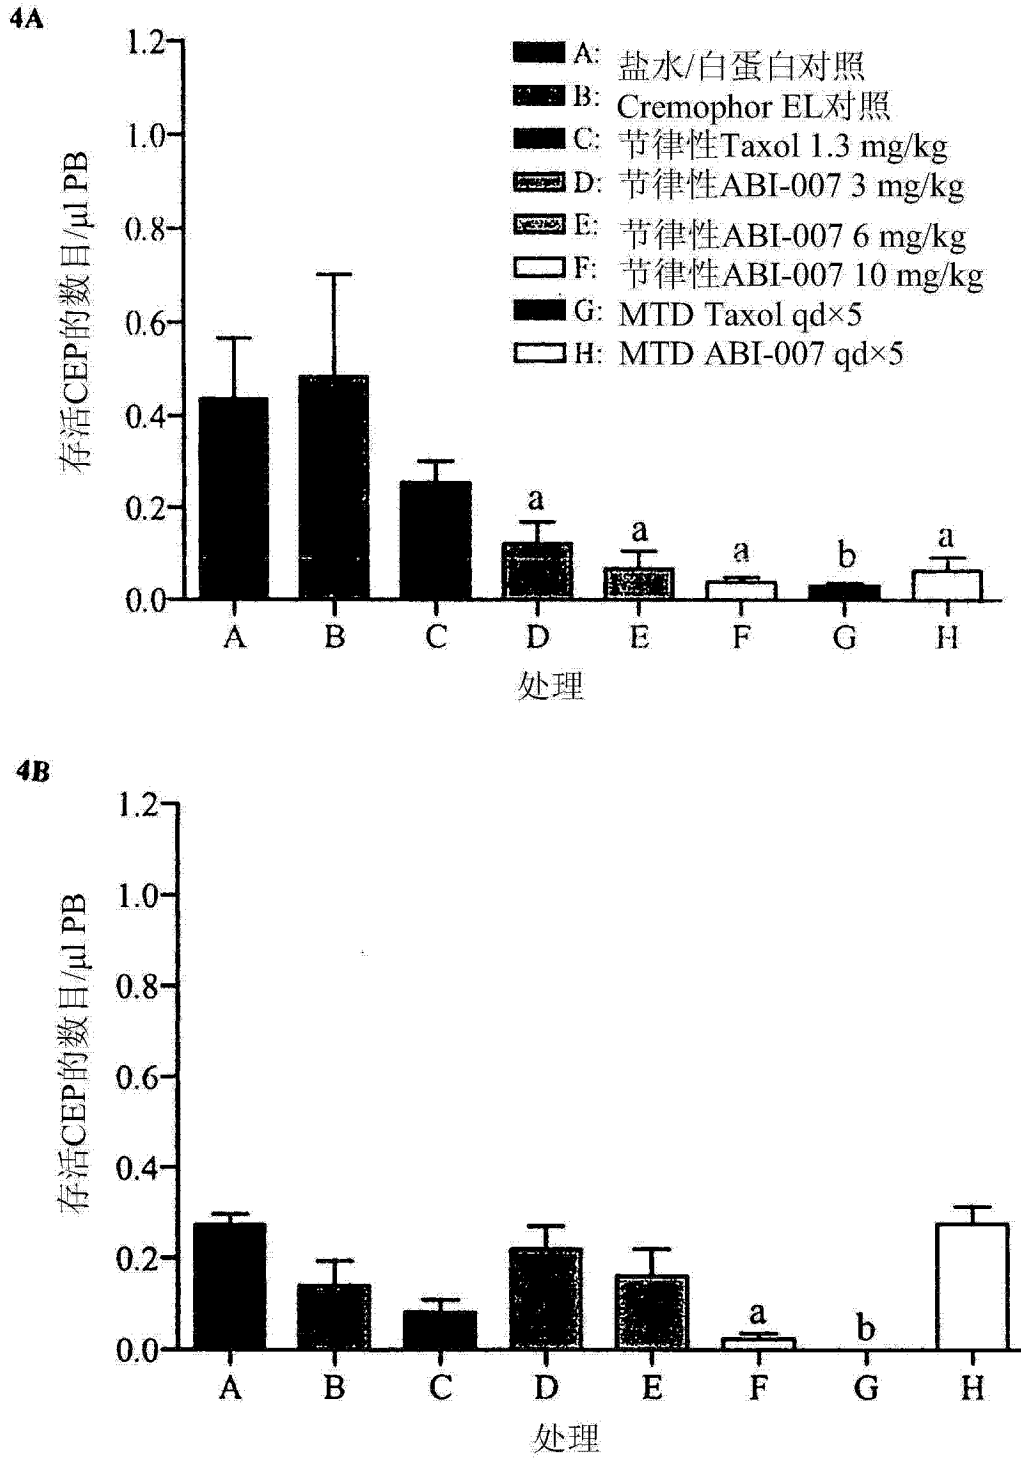 4A
存活CEP的数目/μl PB
1.2
1.0
0.8
0.6
0.4
0.2
0.0
A: 盐水/白蛋白对照
B: Cremophor EL对照
C: 节律性Taxol 1.3 mg/kg
D: 节律性ABI-007 3 mg/kg
E: 节律性ABI-007 6 mg/kg
F: 节律性ABI-007 10 mg/kg
G: MTD Taxol qd×5
H: MTD ABI-007 qd×5
a a a b a
A B C D E F G H
处理
4B
存活CEP的数目/μl PB
1.2
1.0
0.8
0.6
0.4
0.2
0.0
a b
A B C D E F G H
处理